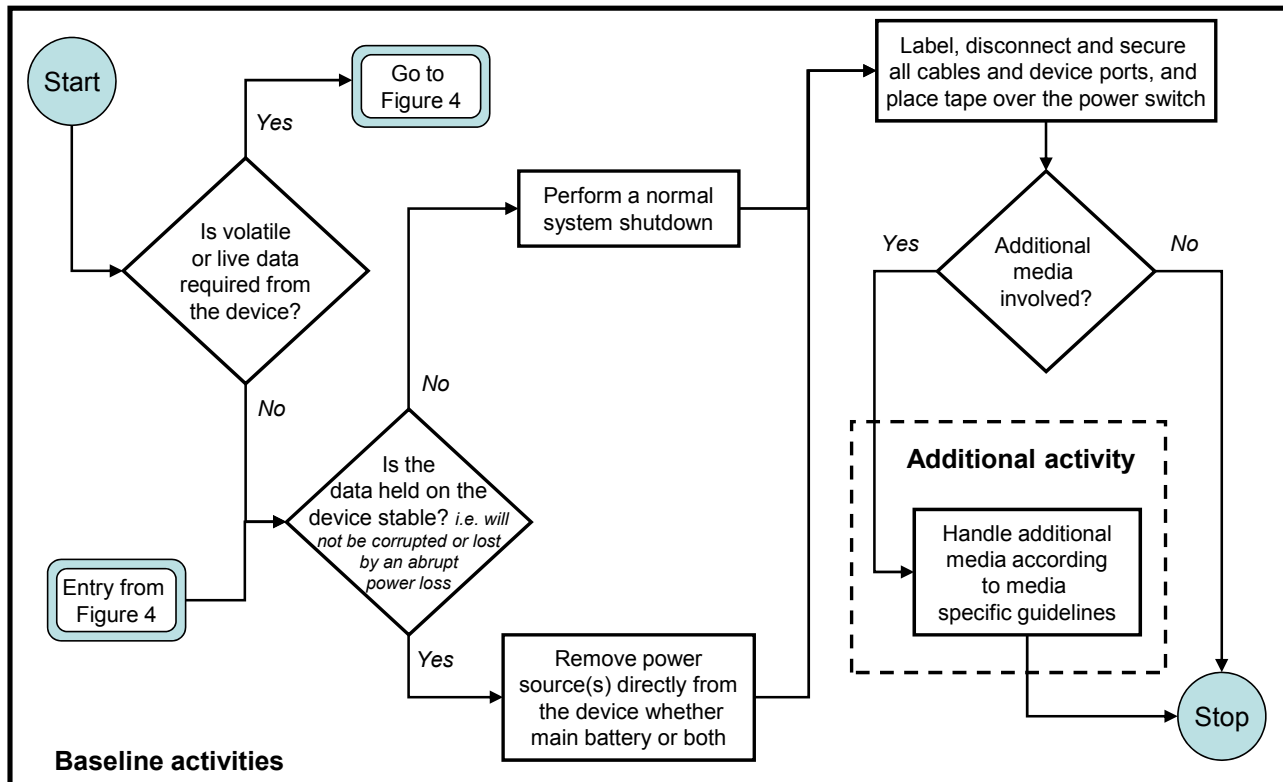 Start
Go to
Figure 4
Yes
Is volatile
or live data
required from
the device?
No
Entry from
Figure 4
Is the
data held on the
device stable? i.e. will
not be corrupted or lost
by an abrupt
power loss
No
Perform a normal
system shutdown
Yes
Remove power
source(s) directly from
the device whether
main battery or both
Label, disconnect and secure
all cables and device ports, and
place tape over the power switch
Additional
media
involved?
Yes
No
Additional activity
Handle additional
media according
to media
specific guidelines
Stop
Baseline activities